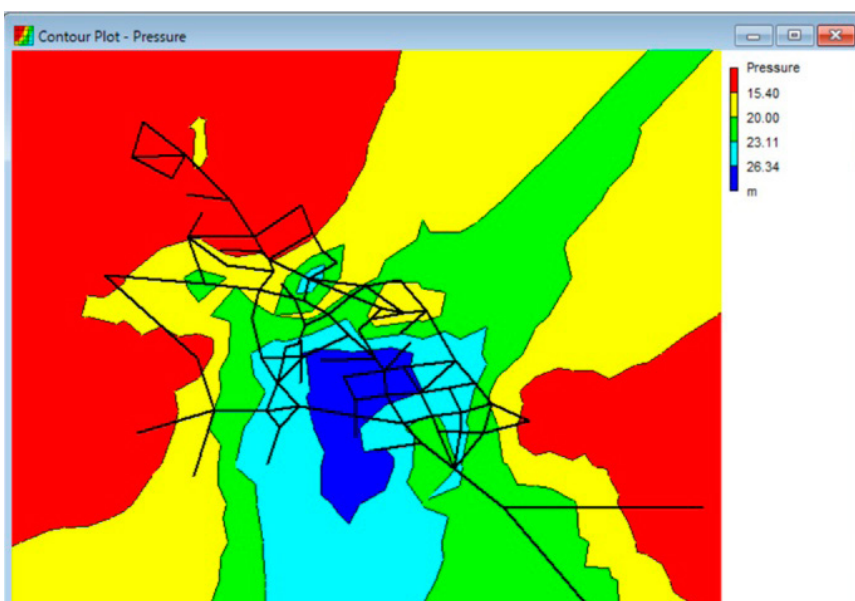 Contour Plot - Pressure
Pressure
15.40
20.00
23.11
26.34
m